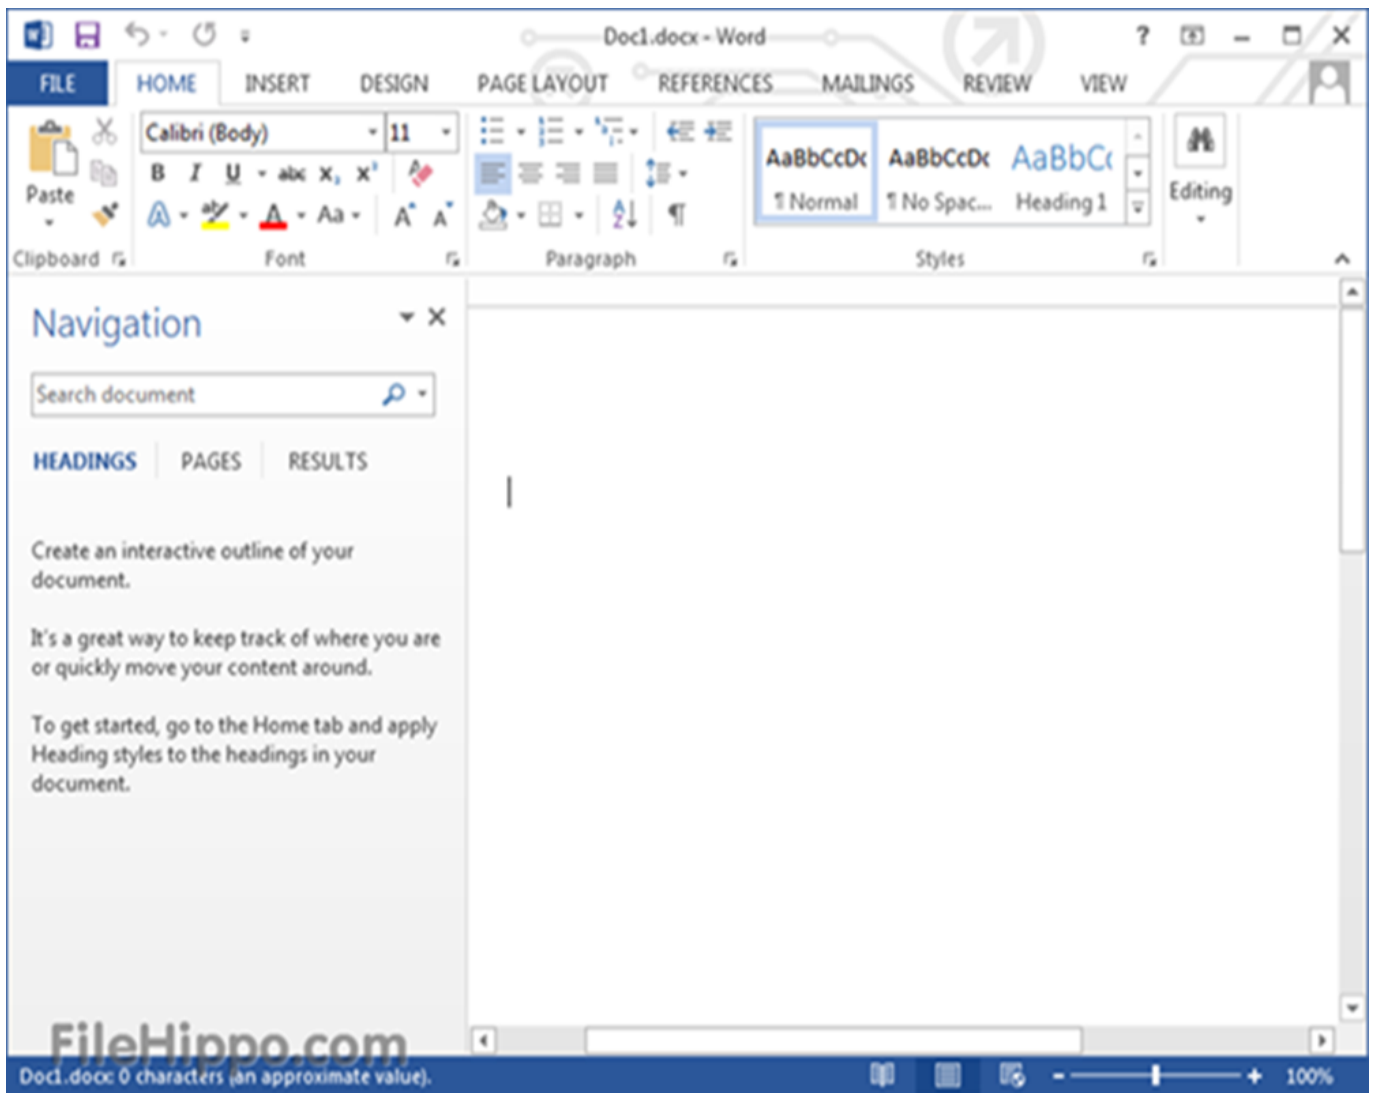 Doc1.docx - Word
?
FILE HOME INSERT DESIGN PAGE LAYOUT REFERENCES MAILINGS REVIEW VIEW
Calibri (Body) 11
Paste
B I U abc x₂ x²
A ab A Aa A A
A Z
AaBbCcDc AaBbCcDc AaBbCc
¶ Normal ¶ No Spac... Heading 1
Editing
Clipboard Font Paragraph Styles
Navigation
Search document
HEADINGS PAGES RESULTS
Create an interactive outline of your
document.
It's a great way to keep track of where you are
or quickly move your content around.
To get started, go to the Home tab and apply
Heading styles to the headings in your
document.
FileHippo.com
Doc1.docx: 0 characters (an approximate value).
100%